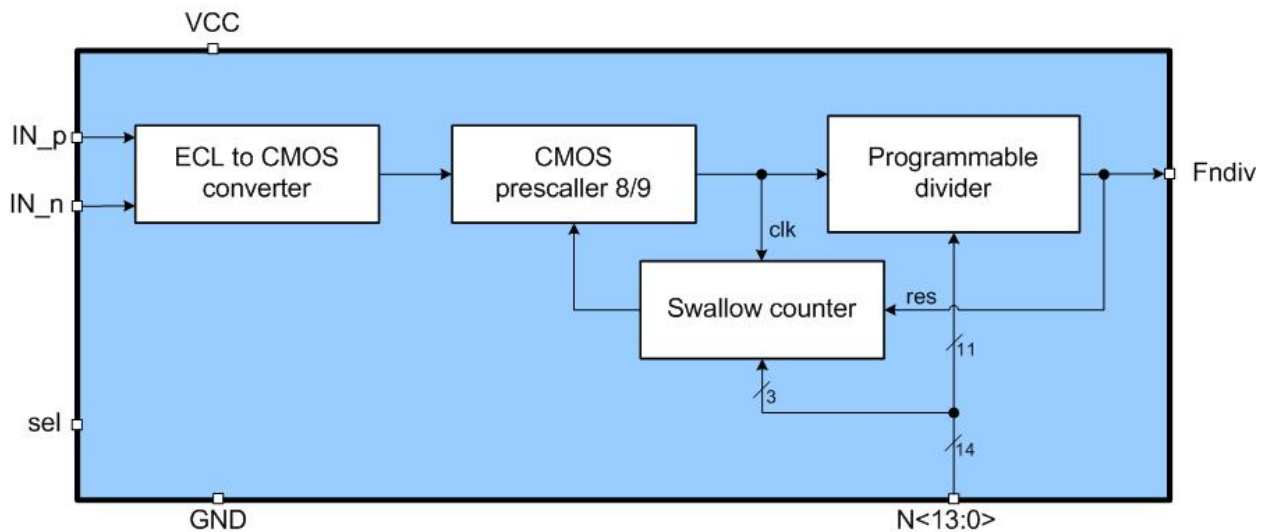 VCC
IN_p
IN_n
ECL to CMOS
converter
CMOS
prescaller 8/9
Programmable
divider
Fndiv
clk
Swallow counter
res
11
3
sel
14
GND
N<13:0>